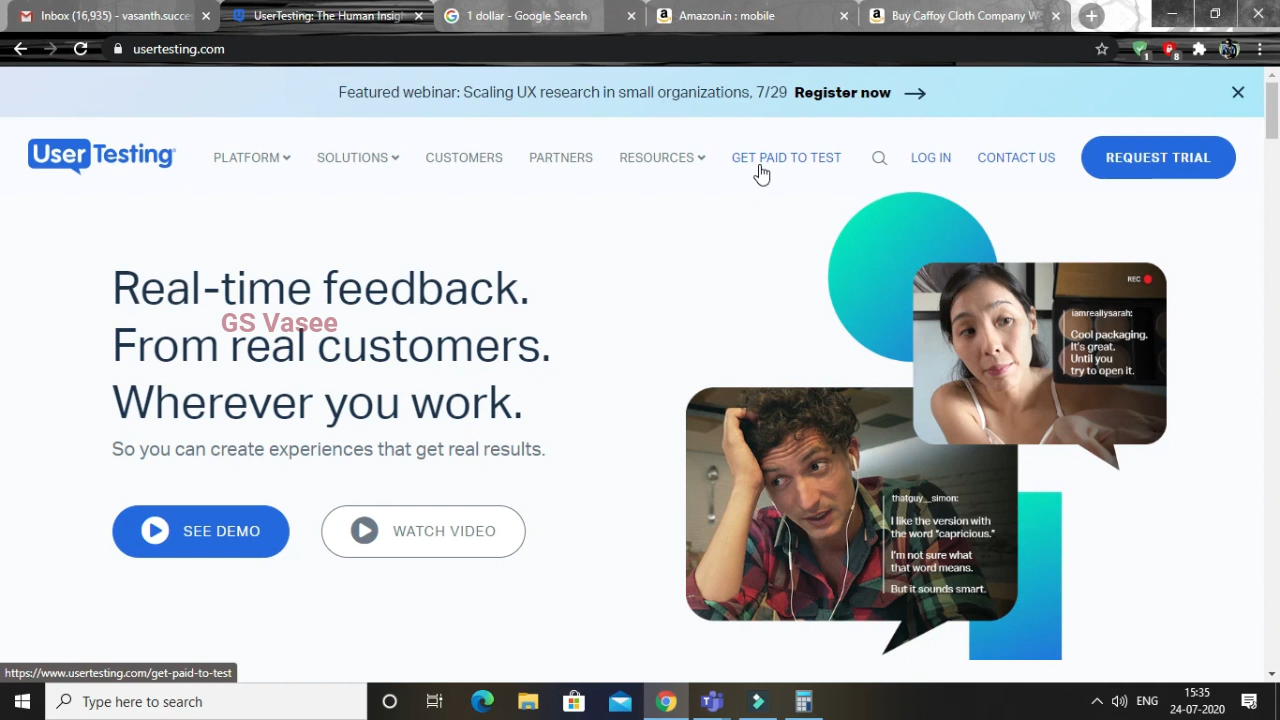 Inbox (16,935) - vasanth.succes
UserTesting: The Human Insigh
1 dollar - Google Search
Amazon.in : mobile
Buy Caffoy Cloth Company W
usertesting.com
1
8
Featured webinar: Scaling UX research in small organizations, 7/29 Register now
UserTesting
PLATFORM
SOLUTIONS
CUSTOMERS
PARTNERS
RESOURCES
GET PAID TO TEST
LOG IN
CONTACT US
REQUEST TRIAL
Real-time feedback.
GS Vasee
From real customers.
Wherever you work.
So you can create experiences that get real results.
SEE DEMO
WATCH VIDEO
REC
iamreallysarah:
Cool packaging.
It's great.
Until you
try to open it.
thatguy_simon:
I like the version with
the word "capricious."
I'm not sure what
that word means.
But it sounds smart.
https://www.usertesting.com/get-paid-to-test
Type here to search
ENG
15:35
24-07-2020